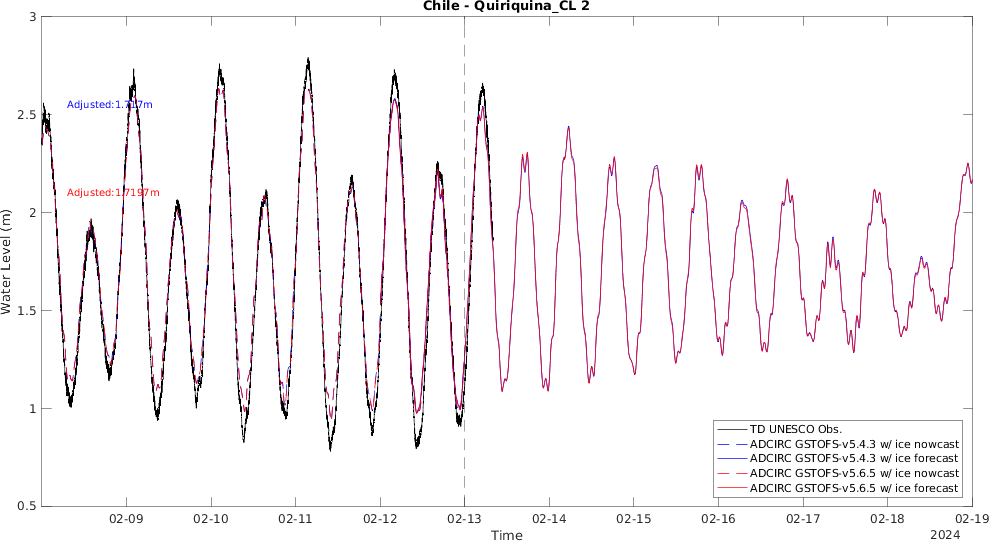 Chile - Quiriquina_CL 2
3
2.5
2
1.5
1
0.5
Water Level (m)
Adjusted:1.717m
Adjusted:1.7197m
02-09
02-10
02-11
02-12
02-13
02-14
02-15
02-16
02-17
02-18
02-19
Time
2024
TD UNESCO Obs.
ADCIRC GSTOFS-v5.4.3 w/ ice nowcast
ADCIRC GSTOFS-v5.4.3 w/ ice forecast
ADCIRC GSTOFS-v5.6.5 w/ ice nowcast
ADCIRC GSTOFS-v5.6.5 w/ ice forecast